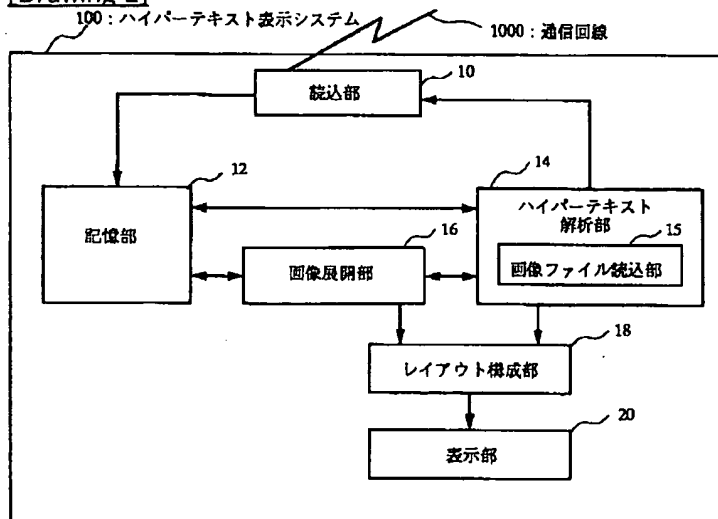 [Drawing 2]
100：ハイパーテキスト表示システム
1000：通信回線
10
読込部
12
記憶部
14
ハイパーテキスト
解析部
15
画像ファイル読込部
16
画像展開部
18
レイアウト構成部
20
表示部